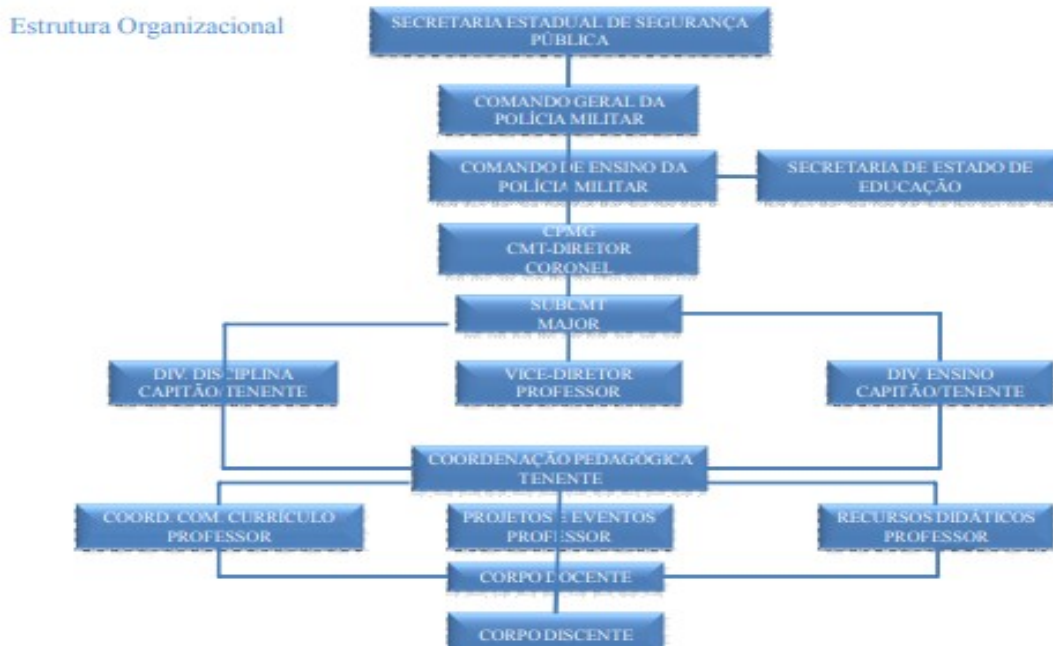 Estrutura Organizacional
SECRETARIA ESTADUAL DE SEGURANÇA
PÚBLICA
COMANDO GERAL DA
POLÍCIA MILITAR
COMANDO DE ENSINO DA
POLÍCIA MILITAR
SECRETARIA DE ESTADO DE
EDUCAÇÃO
CPMG
CMT-DIRETOR
CORONEL
SUBCMT
MAJOR
DIV. DISCIPLINA
CAPITÃO/TENENTE
VICE-DIRETOR
PROFESSOR
DIV. ENSINO
CAPITÃO/TENENTE
COORDENAÇÃO PEDAGÓGICA
TENENTE
COORD. COM. CURRÍCULO
PROFESSOR
PROJETOS E EVENTOS
PROFESSOR
RECURSOS DIDÁTICOS
PROFESSOR
CORPO DOCENTE
CORPO DISCENTE